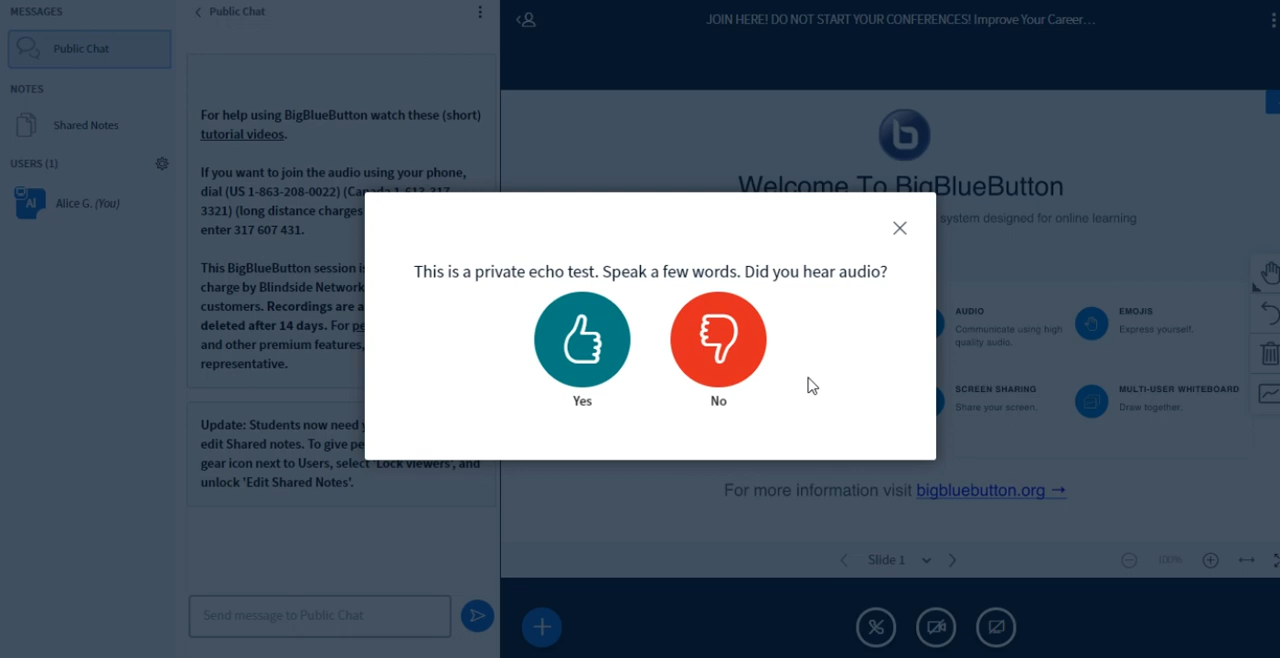 MESSAGES
Public Chat
NOTES
Shared Notes
USERS (1)
Al
Alice G. (You)
Public Chat
For help using BigBlueButton watch these (short)
tutorial videos.
If you want to join the audio using your phone,
dial (US 1-863-208-0022) (Canada 1-613-317-
3321) (long distance charges
enter 317 607 431.
This BigBlueButton session is
charge by Blindside Network
customers. Recordings are a
deleted after 14 days. For
and other premium features,
representative.
Update: Students now need
edit Shared notes. To give pe
gear icon next to Users, select 'Lock viewers', and
unlock 'Edit Shared Notes'.
Send message to Public Chat
JOIN HERE! DO NOT START YOUR CONFERENCES! Improve Your Career...
Welcome To BigBlueButton
system designed for online learning
This is a private echo test. Speak a few words. Did you hear audio?
Yes
No
AUDIO
Communicate using high
quality audio.
EMOJIS
Express yourself.
SCREEN SHARING
Share your screen.
MULTI-USER WHITEBOARD
Draw together.
For more information visit bigbluebutton.org →
Slide 1
100%